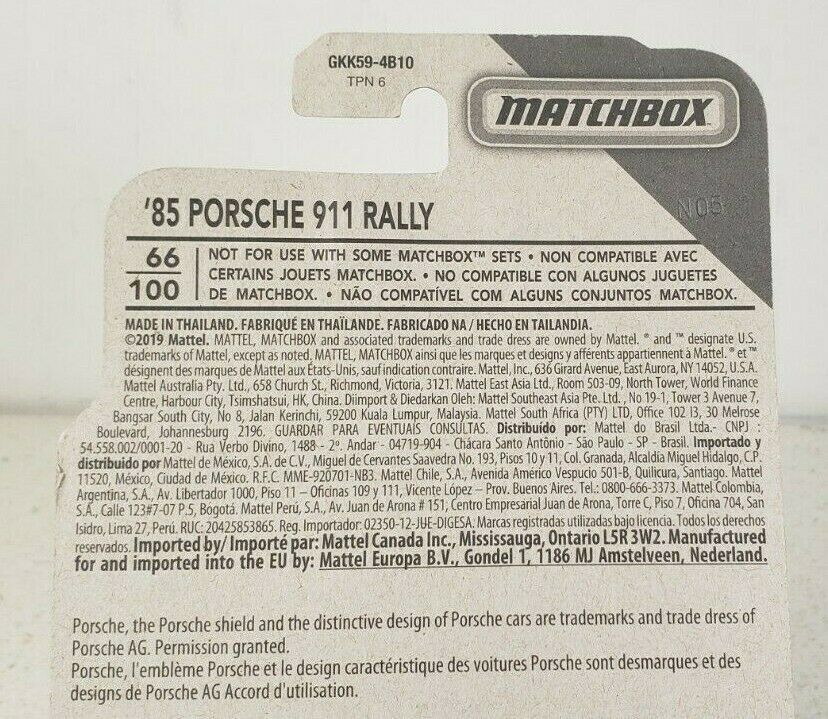 GKK59-4B10
TPN 6
MATCHBOX
N05
'85 PORSCHE 911 RALLY
66
100
NOT FOR USE WITH SOME MATCHBOX™ SETS • NON COMPATIBLE AVEC
CERTAINS JOUETS MATCHBOX. • NO COMPATIBLE CON ALGUNOS JUGUETES
DE MATCHBOX. • NÃO COMPATÍVEL COM ALGUNS CONJUNTOS MATCHBOX.
MADE IN THAILAND. FABRIQUÉ EN THAÏLANDE. FABRICADO NA / HECHO EN TAILANDIA.
©2019 Mattel. MATTEL, MATCHBOX and associated trademarks and trade dress are owned by Mattel. ® and ™ designate U.S.
trademarks of Mattel, except as noted. MATTEL, MATCHBOX ainsi que les marques et designs y afférents appartiennent à Mattel. ® et ™
désignent des marques de Mattel aux États-Unis, sauf indication contraire. Mattel, Inc., 636 Girard Avenue, East Aurora, NY 14052, U.S.A.
Mattel Australia Pty. Ltd., 658 Church St., Richmond, Victoria, 3121. Mattel East Asia Ltd., Room 503-09, North Tower, World Finance
Centre, Harbour City, Tsimshatsui, HK, China. Diimport & Diedarkan Oleh: Mattel Southeast Asia Pte. Ltd., No 19-1, Tower 3 Avenue 7,
Bangsar South City, No 8, Jalan Kerinchi, 59200 Kuala Lumpur, Malaysia. Mattel South Africa (PTY) LTD, Office 102 I3, 30 Melrose
Boulevard, Johannesburg 2196. GUARDAR PARA EVENTUAIS CONSULTAS. Distribuído por: Mattel do Brasil Ltda.- CNPJ :
54.558.002/0001-20 - Rua Verbo Divino, 1488 - 2º. Andar - 04719-904 - Chácara Santo Antônio - São Paulo - SP - Brasil. Importado y
distribuido por Mattel de México, S.A. de C.V., Miguel de Cervantes Saavedra No. 193, Pisos 10 y 11, Col. Granada, Alcaldía Miguel Hidalgo, C.P.
11520, México, Ciudad de México. R.F.C. MME-920701-NB3. Mattel Chile, S.A., Avenida Américo Vespucio 501-B, Quilicura, Santiago. Mattel
Argentina, S.A., Av. Libertador 1000, Piso 11 – Oficinas 109 y 111, Vicente López – Prov. Buenos Aires. Tel.: 0800-666-3373. Mattel Colombia,
S.A., Calle 123#7-07 P.5, Bogotá. Mattel Perú, S.A., Av. Juan de Arona # 151, Centro Empresarial Juan de Arona, Torre C, Piso 7, Oficina 704, San
Isidro, Lima 27, Perú. RUC: 20425853865. Reg. Importador: 02350-12-JUE-DIGESA. Marcas registradas utilizadas bajo licencia. Todos los derechos
reservados. Imported by/ Importé par: Mattel Canada Inc., Mississauga, Ontario L5R 3W2. Manufactured
for and imported into the EU by: Mattel Europa B.V., Gondel 1, 1186 MJ Amstelveen, Nederland.
Porsche, the Porsche shield and the distinctive design of Porsche cars are trademarks and trade dress of
Porsche AG. Permission granted.
Porsche, l'emblème Porsche et le design caractéristique des voitures Porsche sont desmarques et des
designs de Porsche AG Accord d'utilisation.